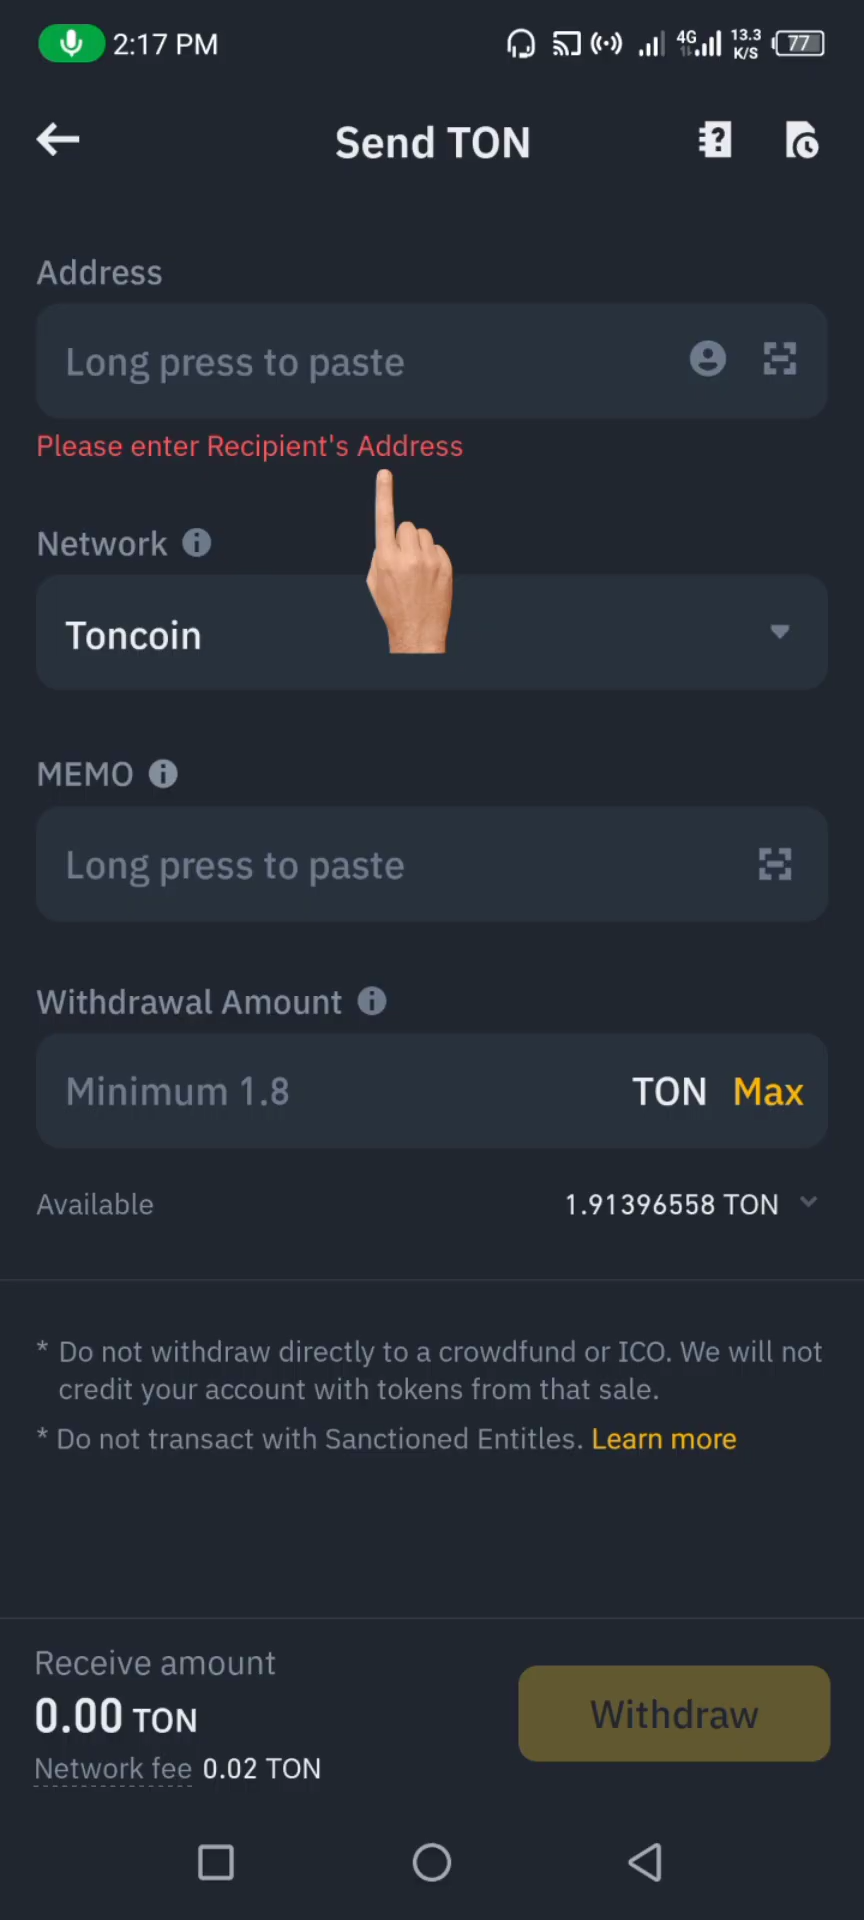 2:17 PM
4G
13.3
K/S
77
Send TON
Address
Long press to paste
Please enter Recipient's Address
Network
Toncoin
MEMO
Long press to paste
Withdrawal Amount
Minimum 1.8 TON Max
Available 1.91396558 TON
* Do not withdraw directly to a crowdfund or ICO. We will not
credit your account with tokens from that sale.
* Do not transact with Sanctioned Entitles. Learn more
Receive amount
0.00 TON
Withdraw
Network fee 0.02 TON